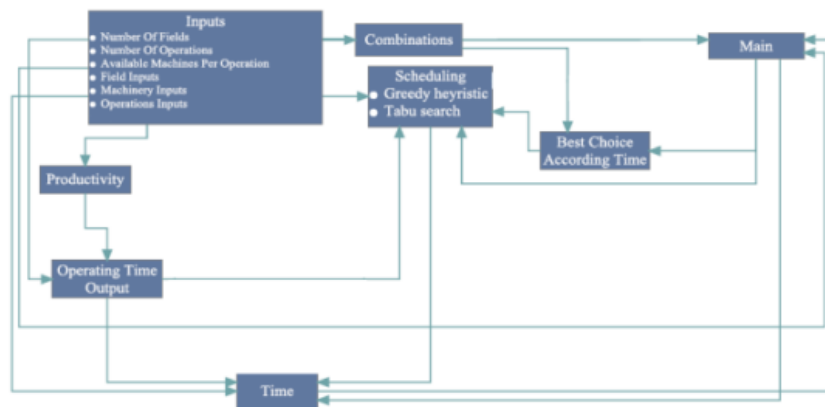 Inputs
Number Of Fields
Number Of Operations
Available Machines Per Operation
Field Inputs
Machinery Inputs
Operations Inputs
Combinations
Main
Scheduling
Greedy heyristic
Tabu search
Best Choice
According Time
Productivity
Operating Time
Output
Time